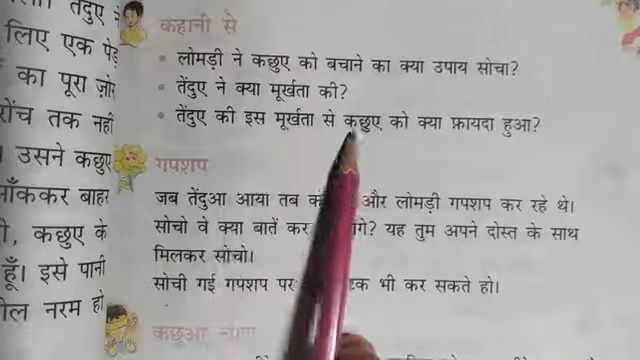 तेंदुए ने
लिए एक पेड़
का पूरा ज़ोर
रोंच तक नहीं
उसने कछुए
झाँककर बाहर
कछुए के
हूँ। इसे पानी
नरम हो
कहानी से
• लोमड़ी ने कछुए को बचाने का क्या उपाय सोचा?
• तेंदुए ने क्या मूर्खता की?
• तेंदुए की इस मूर्खता से कछुए को क्या फ़ायदा हुआ?
गपशप
जब तेंदुआ आया तब और लोमड़ी गपशप कर रहे थे।
सोचो वे क्या बातें कर यह तुम अपने दोस्त के साथ
मिलकर सोचो।
सोची गई गपशप पर भी कर सकते हो।